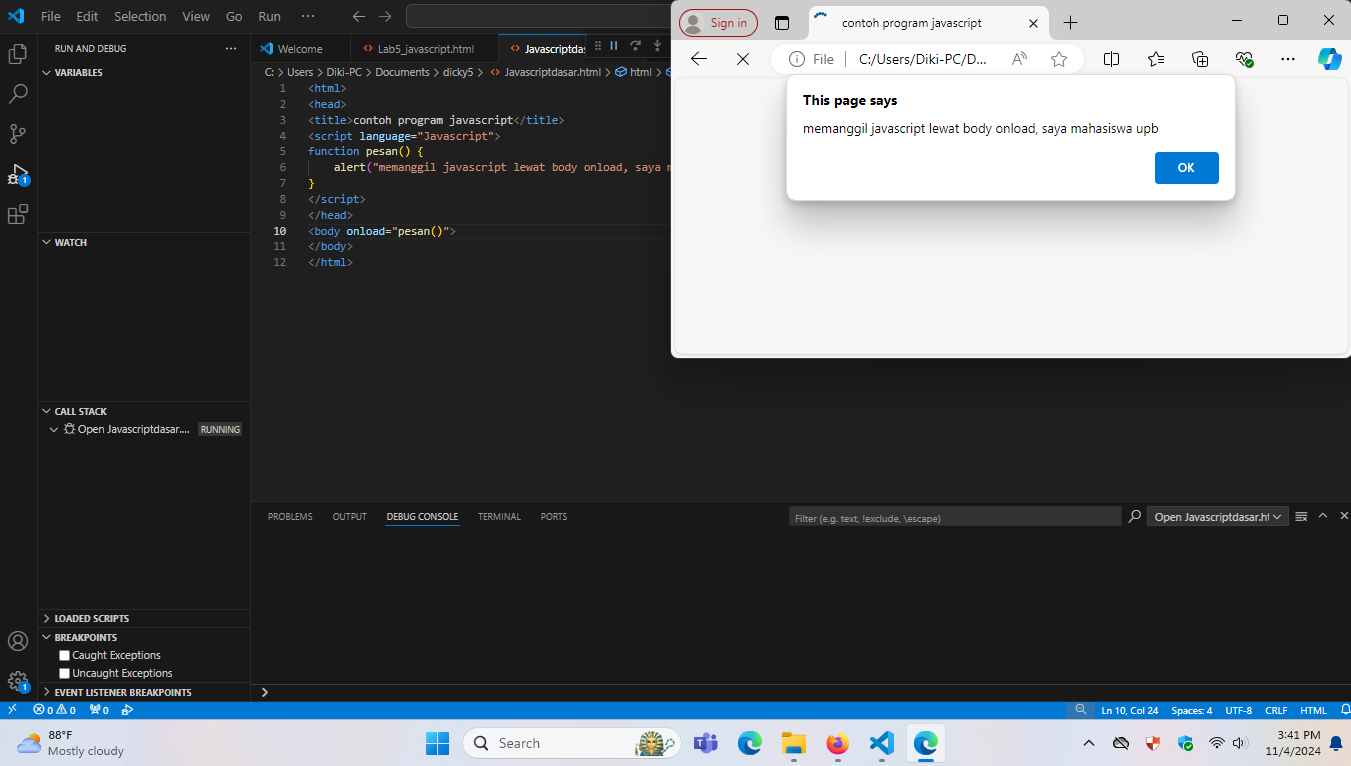 File Edit Selection View Go Run ···
RUN AND DEBUG ···
VARIABLES
WATCH
CALL STACK
Open Javascriptdasar.... RUNNING
LOADED SCRIPTS
BREAKPOINTS
Caught Exceptions
Uncaught Exceptions
EVENT LISTENER BREAKPOINTS
1
1
Welcome Lab5_javascript.html Javascriptdas
C: > Users > Diki-PC > Documents > dicky5 > Javascriptdasar.html > html >
1 <html>
2 <head>
3 <title>contoh program javascript</title>
4 <script language="Javascript">
5 function pesan() {
6 alert("memanggil javascript lewat body onload, saya m
7 }
8 </script>
9 </head>
10 <body onload="pesan()">
11 </body>
12 </html>
Sign in contoh program javascript
File C:/Users/Diki-PC/D... ···
This page says
memanggil javascript lewat body onload, saya mahasiswa upb
OK
PROBLEMS OUTPUT DEBUG CONSOLE TERMINAL PORTS Filter (e.g. text, !exclude, \escape) Open Javascriptdasar.ht
0 0 0 Ln 10, Col 24 Spaces: 4 UTF-8 CRLF HTML
88°F
Mostly cloudy
Search
3:41 PM
11/4/2024